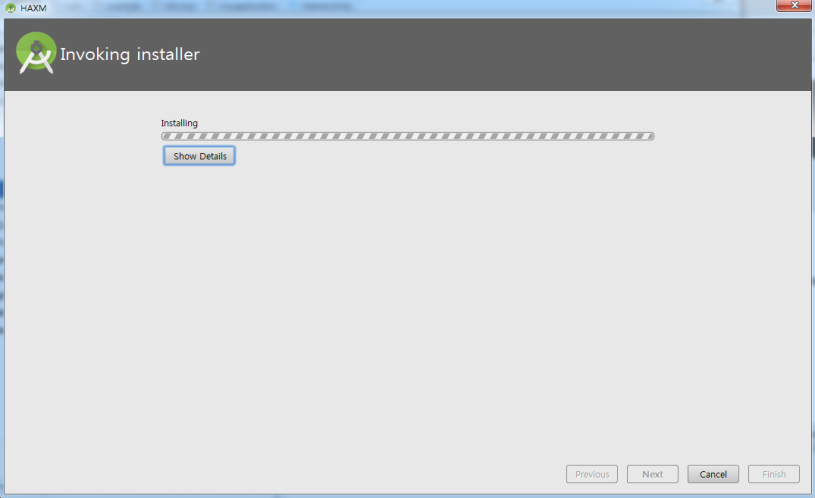 HAXM
Invoking installer
Installing
Show Details
Previous
Next
Cancel
Finish